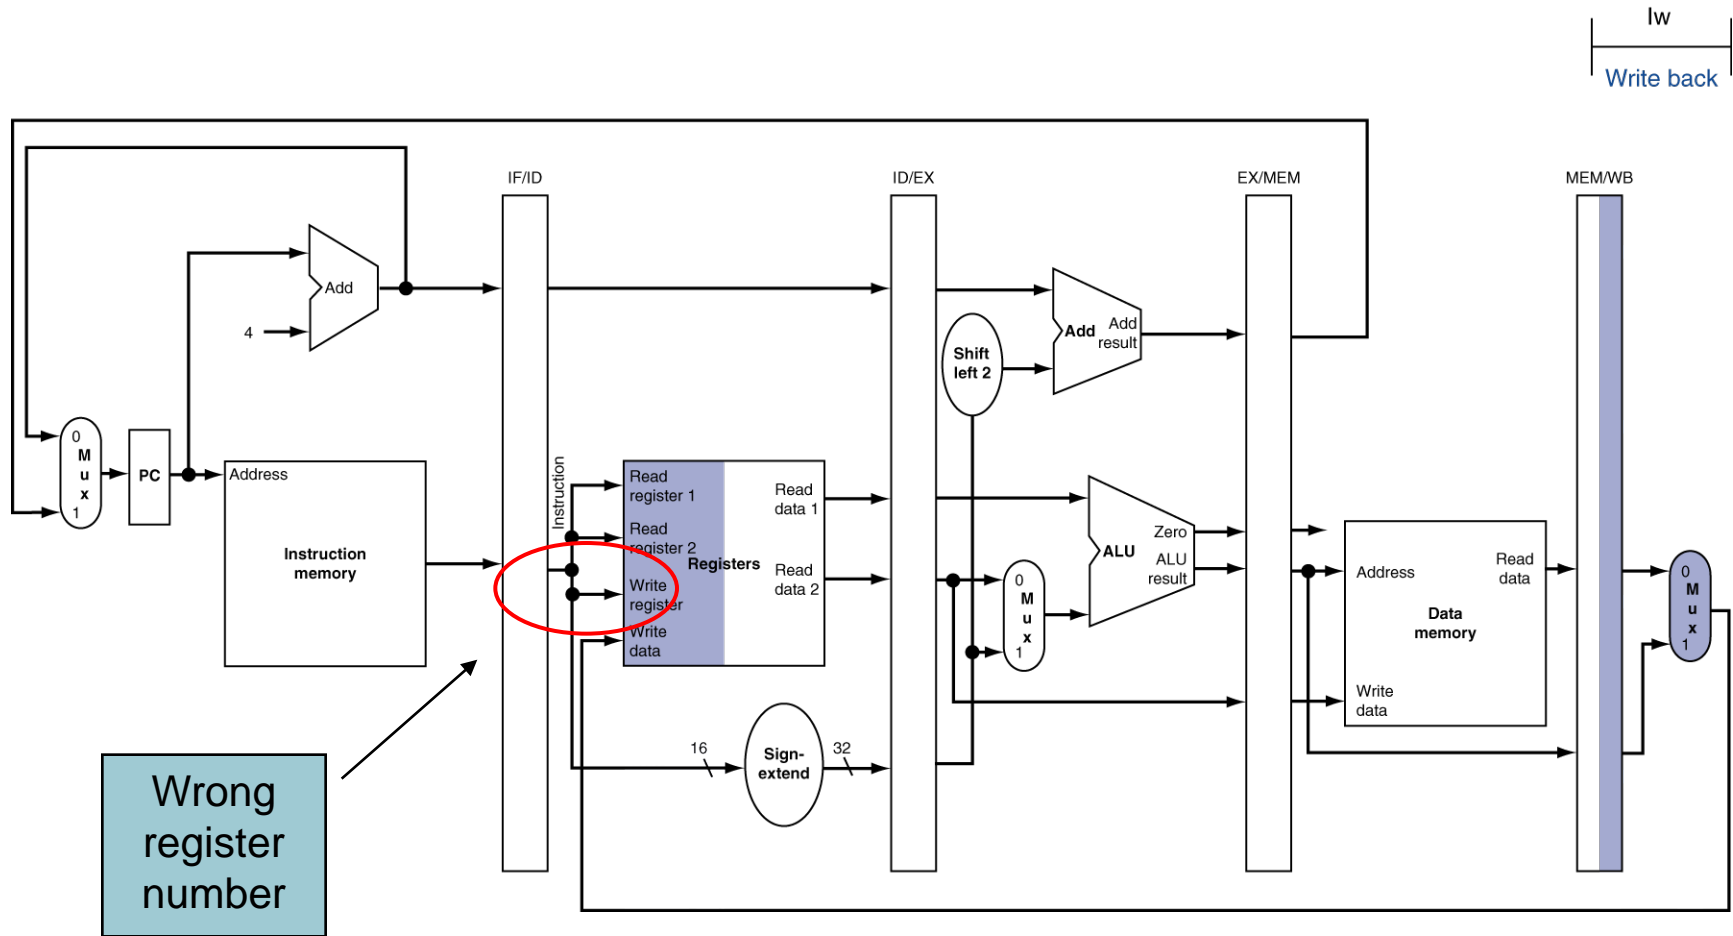 lw
Write back
IF/ID
ID/EX
EX/MEM
MEM/WB
Add
4
Add
Add
result
Shift
left 2
0
M
u
x
1
PC
Address
Instruction
memory
Instruction
Read
register 1
Read
register 2
Registers
Write
register
Write
data
Read
data 1
Read
data 2
0
M
u
x
1
Zero
ALU
ALU
result
Address
Read
data
Data
memory
Write
data
0
M
u
x
1
16
Sign-
extend
32
Wrong
register
number